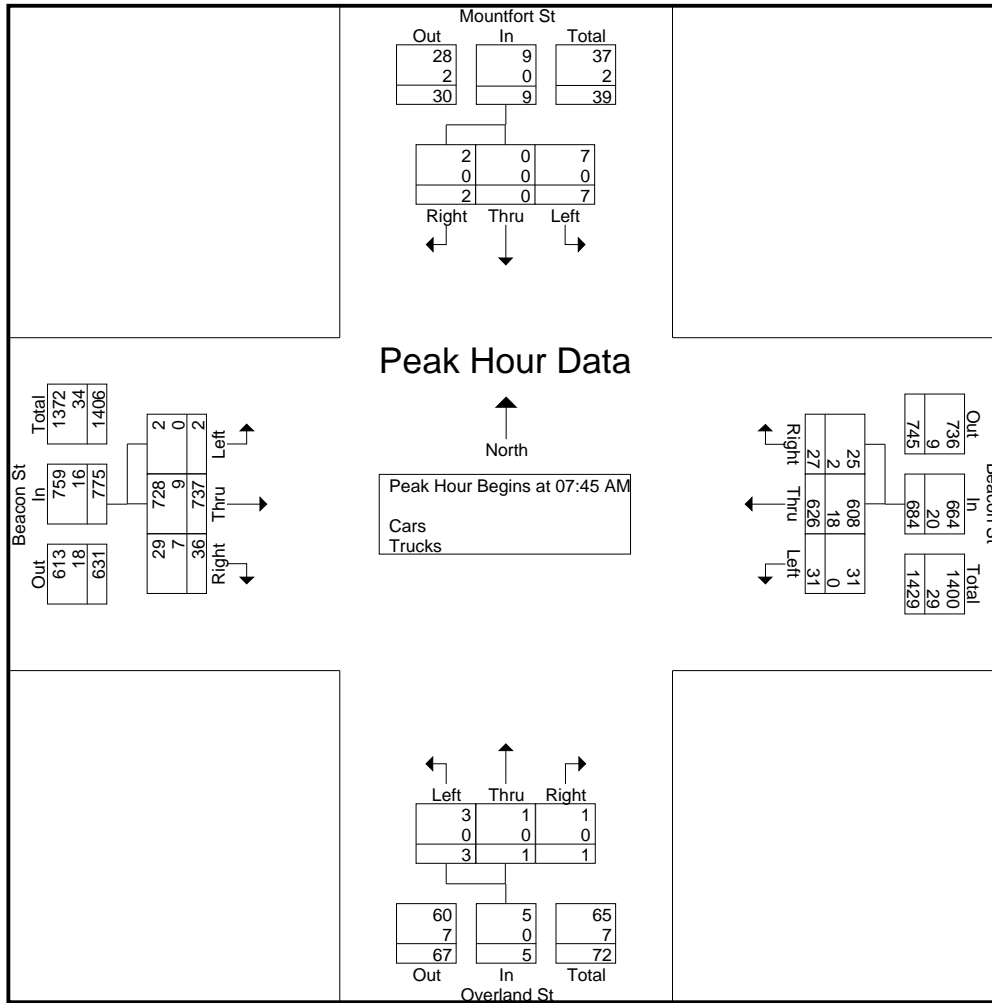 Mountfort St
Out In Total
28 9 37
2 0 2
30 9 39
2 0 7
0 0 0
2 0 7
Right Thru Left
Peak Hour Data
North
Peak Hour Begins at 07:45 AM
Cars
Trucks
Beacon St
Total In Out
1372 759 613
34 16 18
1406 775 631
2 728 29
0 9 7
2 737 36
Left Thru Right
Beacon St
Out In Total
736 664 1400
9 20 29
745 684 1429
25 608 31
2 18 0
27 626 31
Right Thru Left
Left Thru Right
3 1 1
0 0 0
3 1 1
60 5 65
7 0 7
67 5 72
Out In Total
Overland St